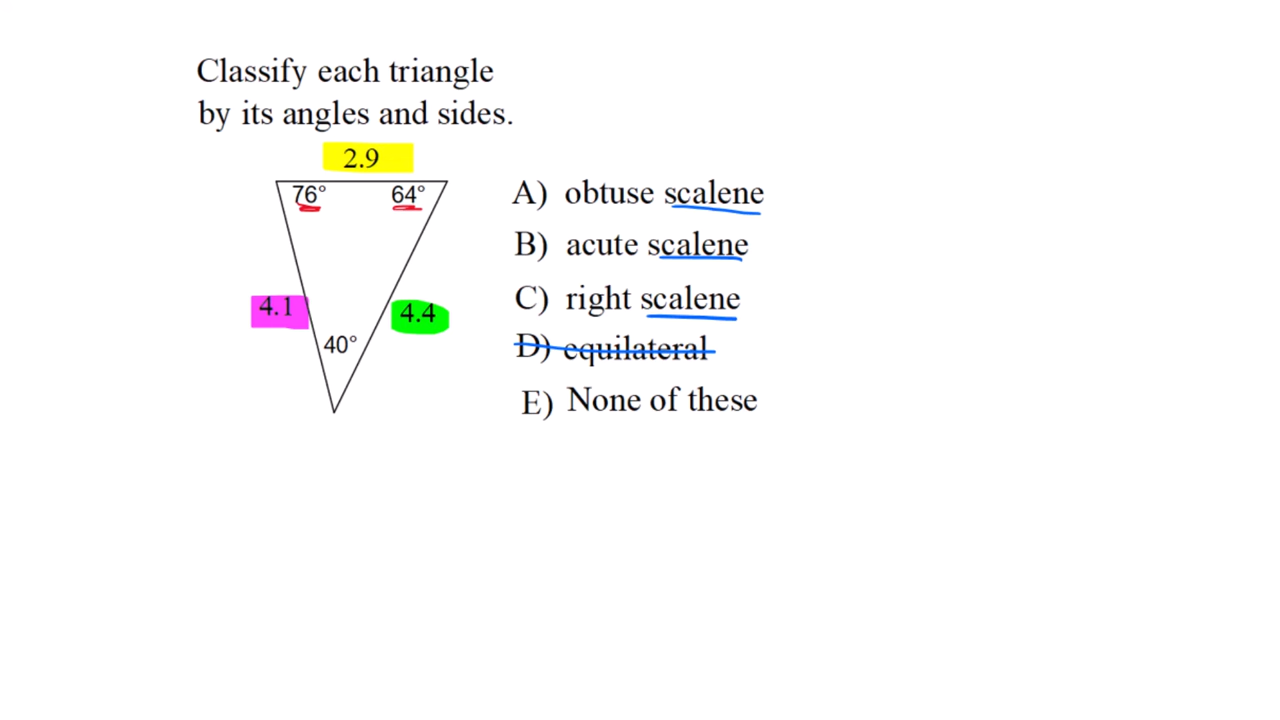 Classify each triangle
by its angles and sides.
2.9
76° 64°
4.1
4.4
40°
A) obtuse scalene
B) acute scalene
C) right scalene
D) equilateral
E) None of these